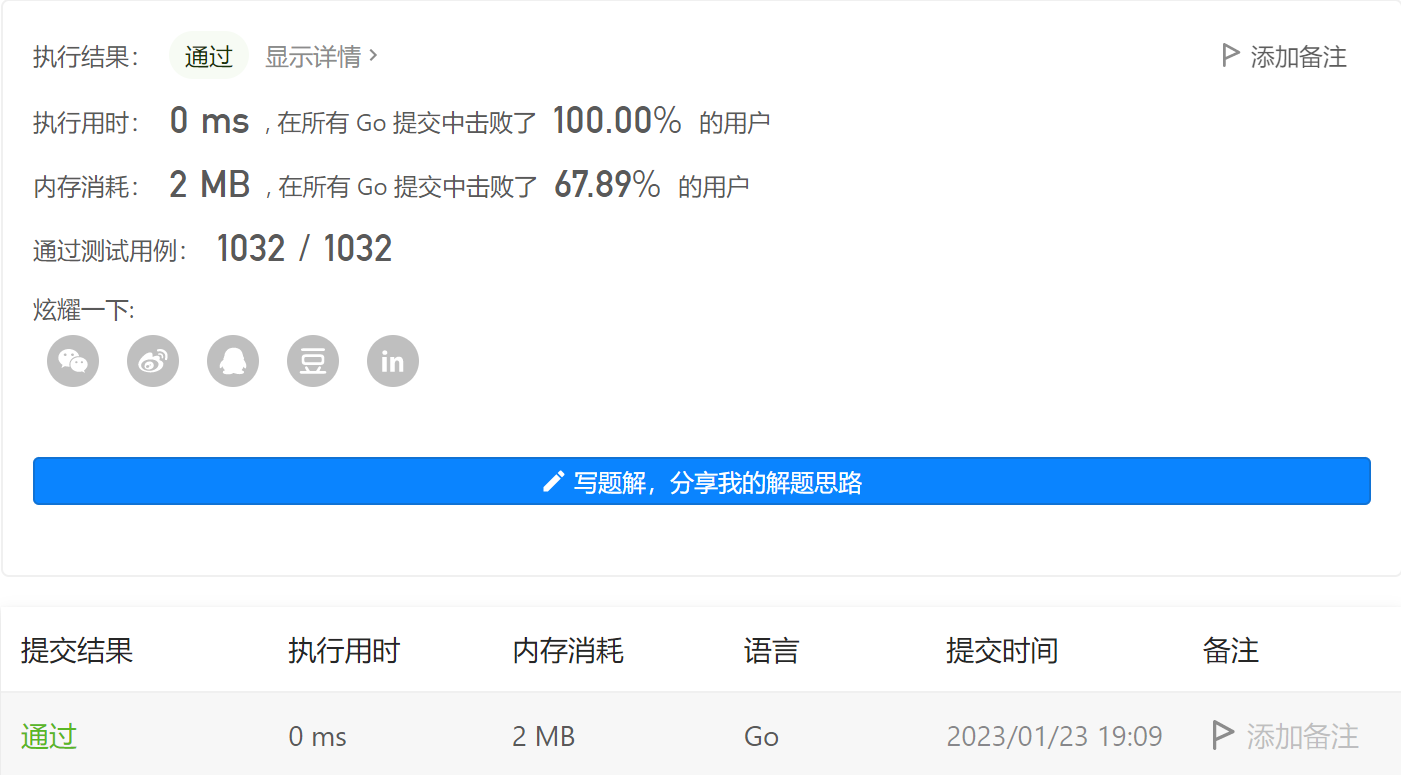 执行结果： 通过 显示详情 > 添加备注
执行用时： 0 ms , 在所有 Go 提交中击败了 100.00% 的用户
内存消耗： 2 MB , 在所有 Go 提交中击败了 67.89% 的用户
通过测试用例： 1032 / 1032
炫耀一下:
豆 in
写题解，分享我的解题思路
提交结果 执行用时 内存消耗 语言 提交时间 备注
通过 0 ms 2 MB Go 2023/01/23 19:09 添加备注